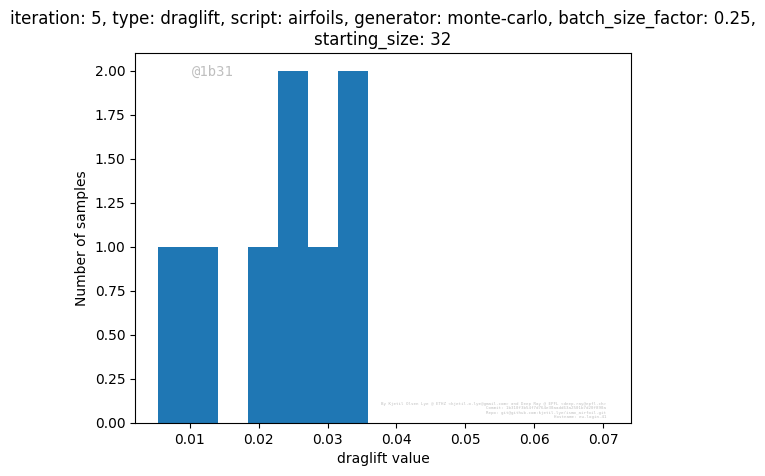 iteration: 5, type: draglift, script: airfoils, generator: monte-carlo, batch_size_factor: 0.25,
starting_size: 32
@1b31
2.00
1.75
1.50
1.25
1.00
0.75
0.50
0.25
0.00
Number of samples
0.01 0.02 0.03 0.04 0.05 0.06 0.07
draglift value